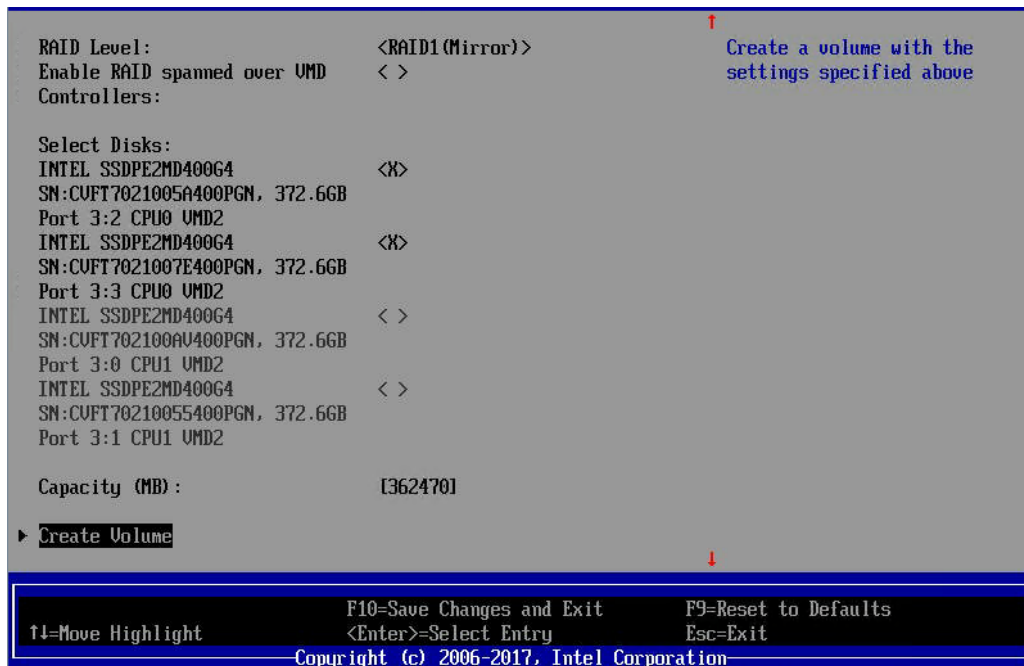 RAID Level: <RAID1(Mirror)> Create a volume with the
Enable RAID spanned over VMD < > settings specified above
Controllers:
Select Disks:
INTEL SSDPE2MD400G4 <X>
SN:CVFT7021005A400PGN, 372.6GB
Port 3:2 CPU0 VMD2
INTEL SSDPE2MD400G4 <X>
SN:CVFT7021007E400PGN, 372.6GB
Port 3:3 CPU0 VMD2
INTEL SSDPE2MD400G4 < >
SN:CVFT702100AV400PGN, 372.6GB
Port 3:0 CPU1 VMD2
INTEL SSDPE2MD400G4 < >
SN:CVFT70210055400PGN, 372.6GB
Port 3:1 CPU1 VMD2
Capacity (MB): [362470]
Create Volume
F10=Save Changes and Exit F9=Reset to Defaults
↑↓=Move Highlight <Enter>=Select Entry Esc=Exit
Copyright (c) 2006-2017, Intel Corporation